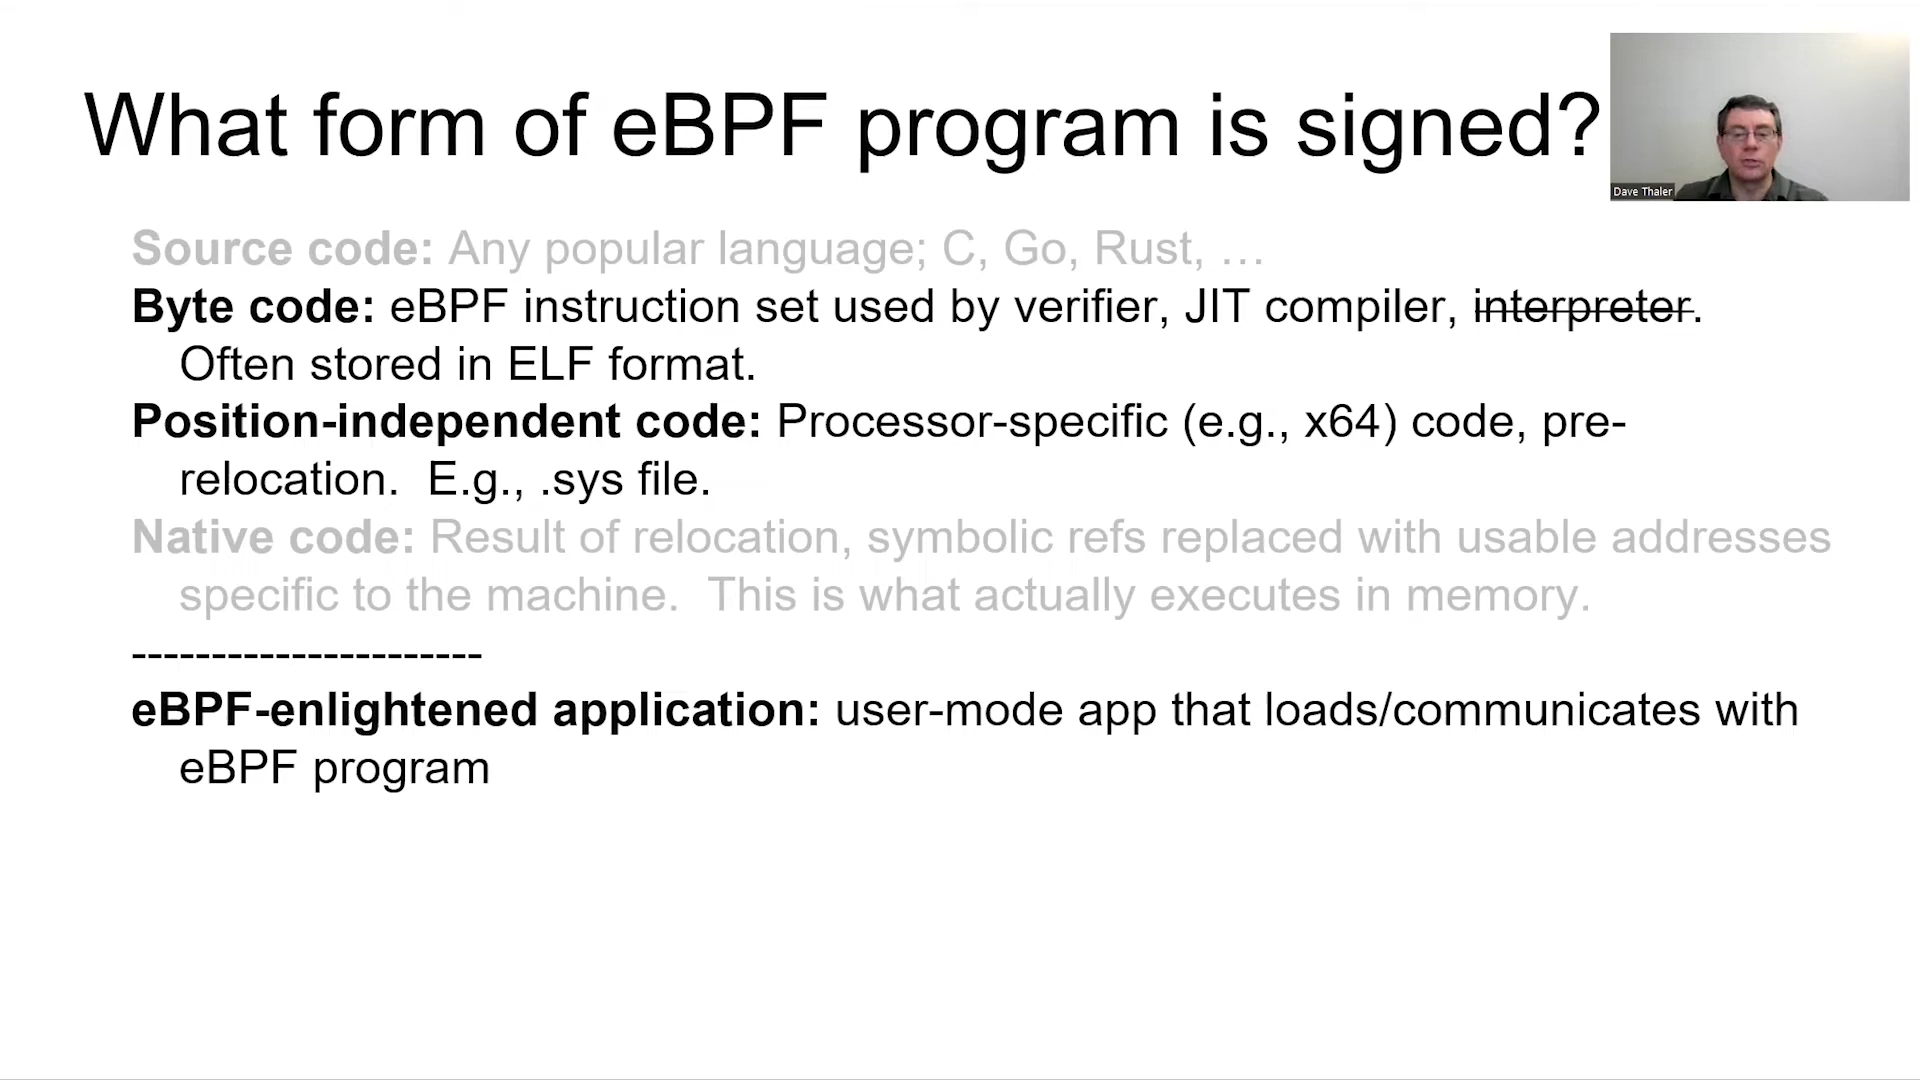 What form of eBPF program is signed?
Dave Thaler
Source code: Any popular language; C, Go, Rust, …
Byte code: eBPF instruction set used by verifier, JIT compiler, interpreter.
Often stored in ELF format.
Position-independent code: Processor-specific (e.g., x64) code, pre-
relocation.  E.g., .sys file.
Native code: Result of relocation, symbolic refs replaced with usable addresses
specific to the machine.  This is what actually executes in memory.
----------------------
eBPF-enlightened application: user-mode app that loads/communicates with
eBPF program